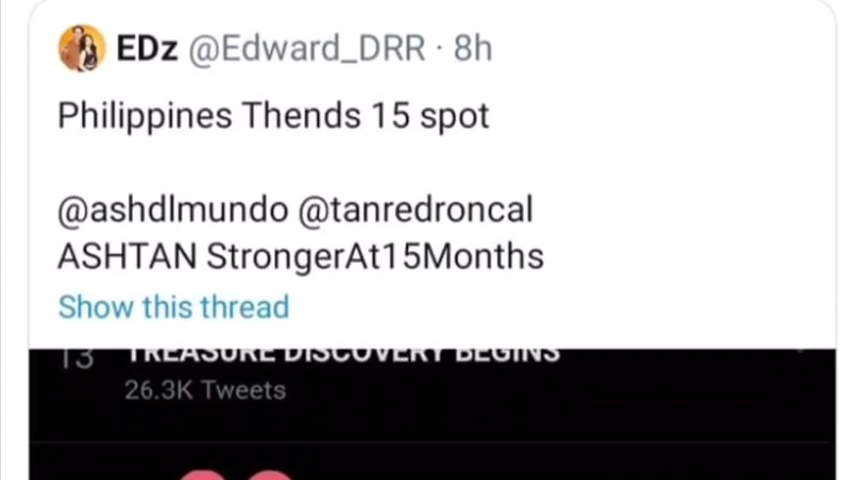 EDz @Edward_DRR · 8h
Philippines Thends 15 spot
@ashdlmundo @tanredroncal
ASHTAN StrongerAt15Months
Show this thread
13 TREASURE DISCOVERY BEGINS
26.3K Tweets